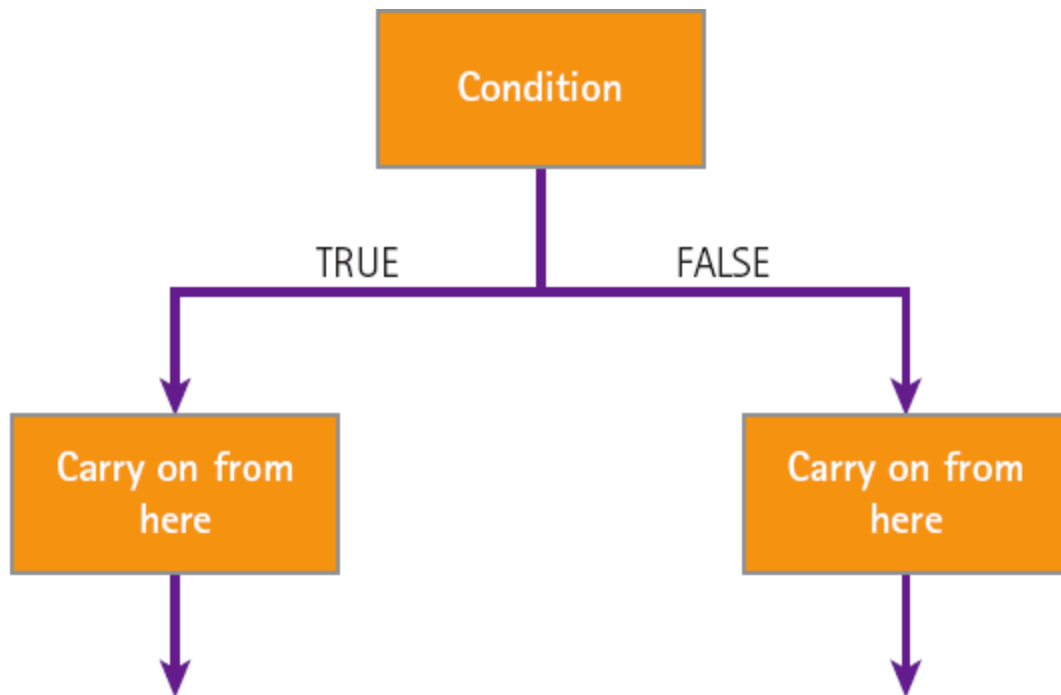 Condition
TRUE
FALSE
Carry on from
here
Carry on from
here